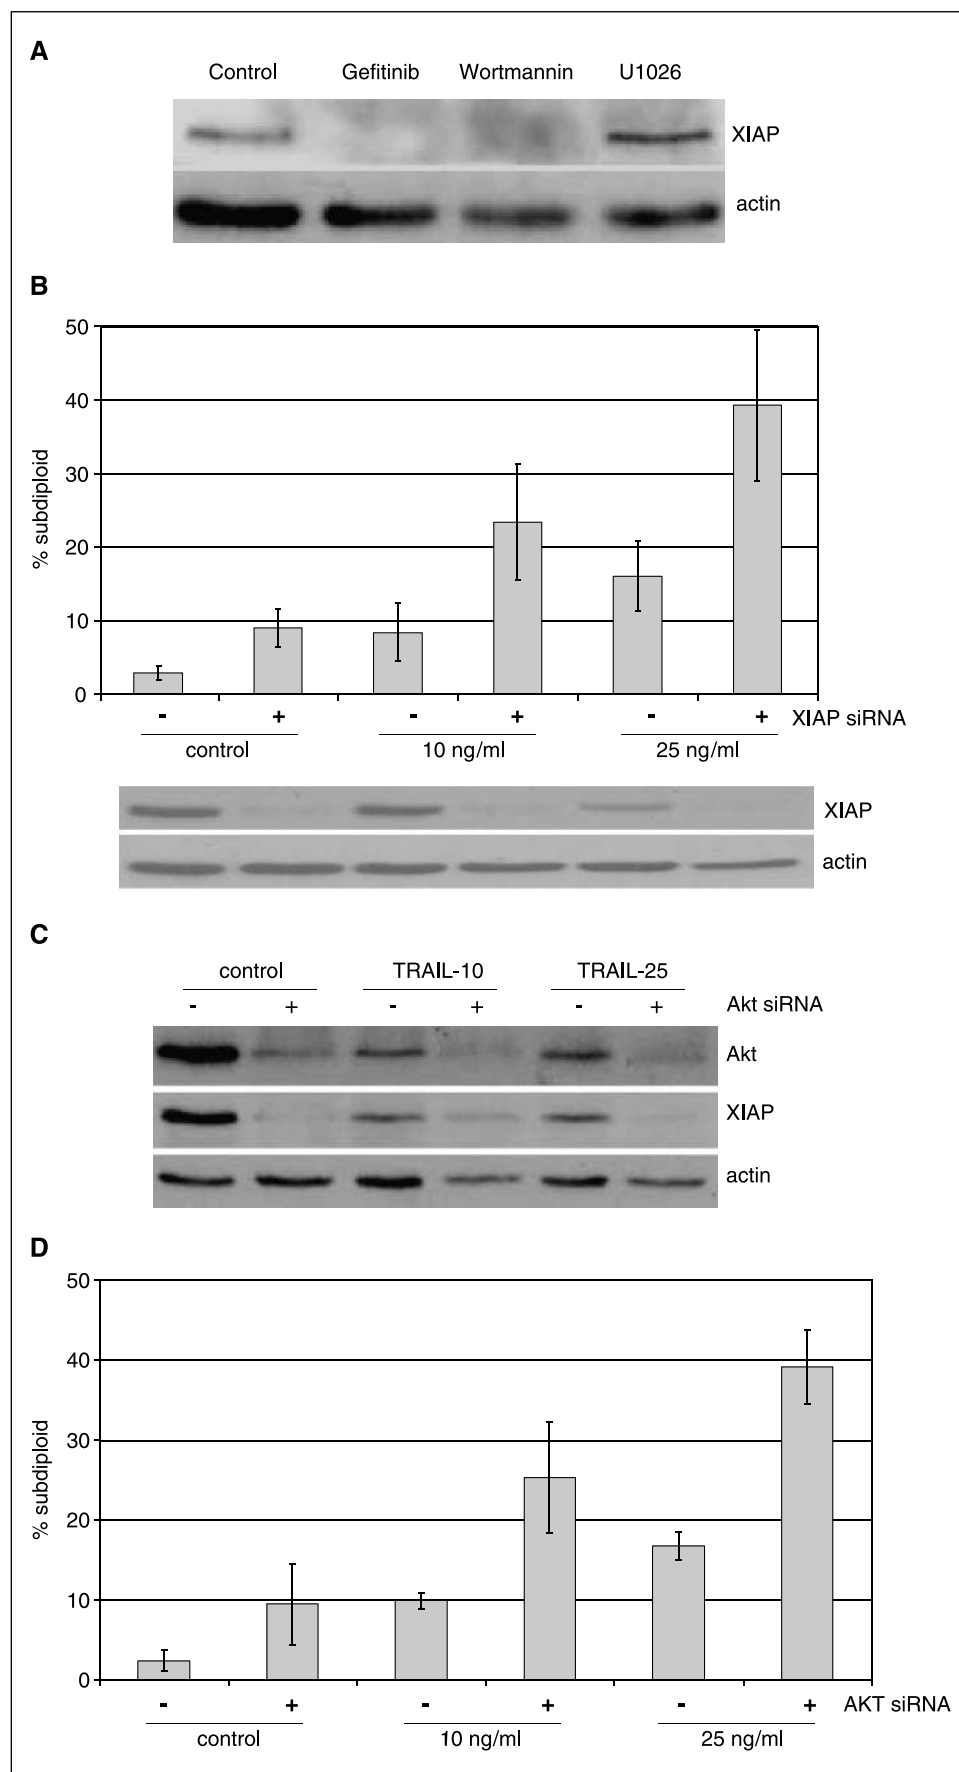 A
Control Gefitinib Wortmannin U1026
XIAP
actin
B
50
40
30
20
10
0
% subdiploid
- + - + - + XIAP siRNA
control 10 ng/ml 25 ng/ml
XIAP
actin
C
control TRAIL-10 TRAIL-25
- + - + - + Akt siRNA
Akt
XIAP
actin
D
50
40
30
20
10
0
% subdiploid
- + - + - + AKT siRNA
control 10 ng/ml 25 ng/ml